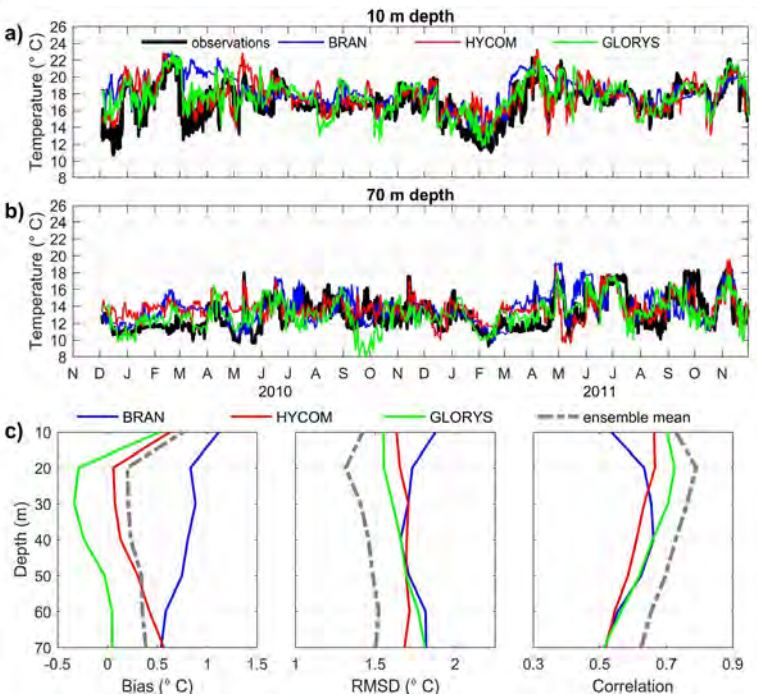 10 m depth
a)
observations BRAN HYCOM GLORYS
Temperature (° C)
26
24
22
20
18
16
14
12
10
8
70 m depth
b)
Temperature (° C)
26
24
22
20
18
16
14
12
10
8
N D J F M A M J J A S O N D J F M A M J J A S O N
2010 2011
c)
BRAN HYCOM GLORYS ensemble mean
Depth (m)
10
20
30
40
50
60
70
-0.5 0 0.5 1 1.5
Bias (° C)
1 1.5 2
RMSD (° C)
0.3 0.5 0.7 0.9
Correlation